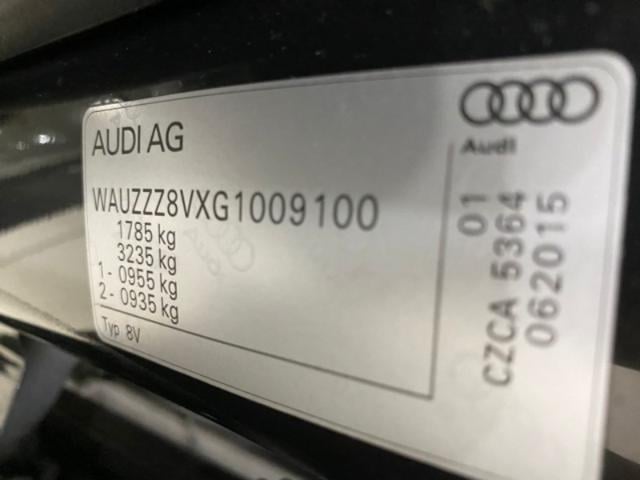 AUDI AG
Audi
WAUZZZ8VXG1009100
1785 kg
3235 kg
1 - 0955 kg
2 - 0935 kg
Typ 8V
01
CZCA 5364
062015
Audi